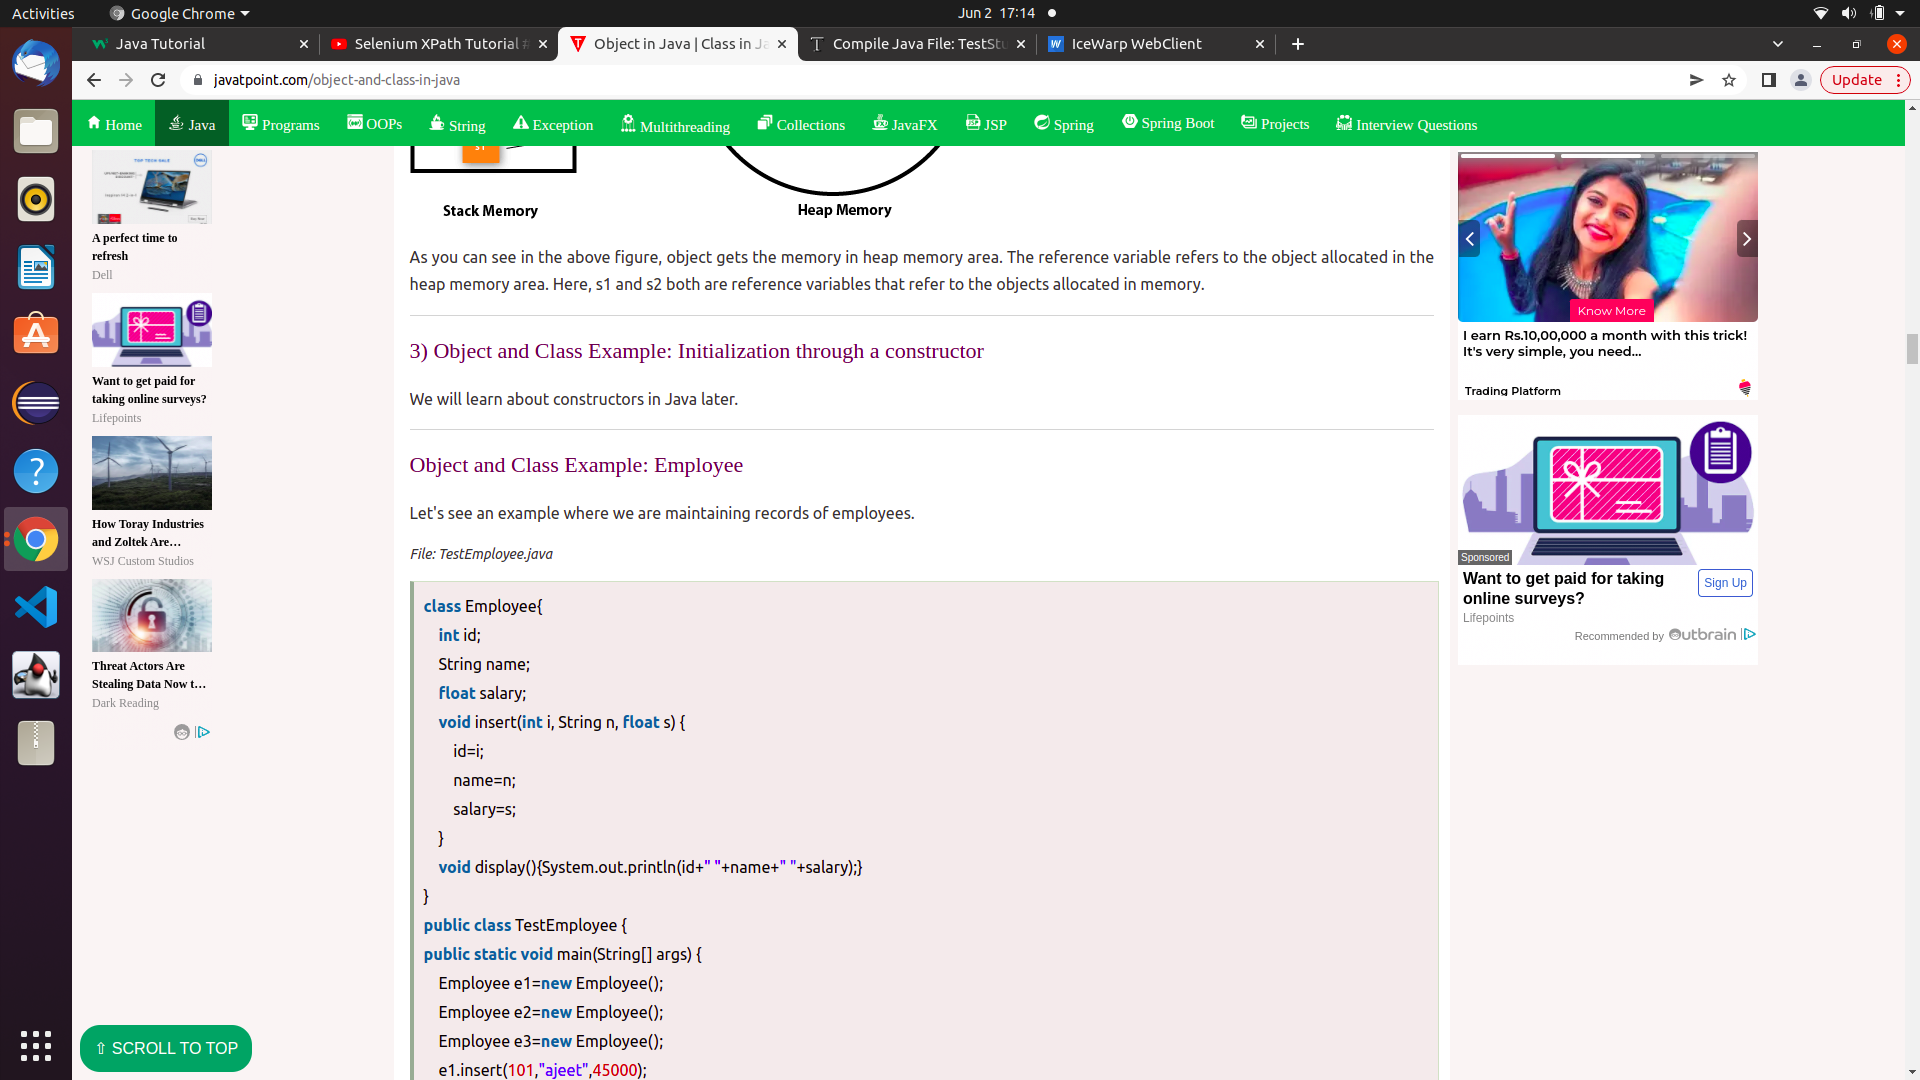 Activities
Google Chrome
Jun 2 17:14
Java Tutorial
Selenium XPath Tutorial
Object in Java | Class in Ja
Compile Java File: TestStu
IceWarp WebClient
javatpoint.com/object-and-class-in-java
Update
Home
Java
Programs
OOPs
String
Exception
Multithreading
Collections
JavaFX
JSP
Spring
Spring Boot
Projects
Interview Questions
TOP TECH SALE
DELL
A perfect time to
refresh
Dell
Want to get paid for
taking online surveys?
Lifepoints
How Toray Industries
and Zoltek Are…
WSJ Custom Studios
Threat Actors Are
Stealing Data Now t…
Dark Reading
⇧ SCROLL TO TOP
Stack Memory
Heap Memory
As you can see in the above figure, object gets the memory in heap memory area. The reference variable refers to the object allocated in the
heap memory area. Here, s1 and s2 both are reference variables that refer to the objects allocated in memory.
3) Object and Class Example: Initialization through a constructor
We will learn about constructors in Java later.
Object and Class Example: Employee
Let's see an example where we are maintaining records of employees.
File: TestEmployee.java
class Employee{
int id;
String name;
float salary;
void insert(int i, String n, float s) {
id=i;
name=n;
salary=s;
}
void display(){System.out.println(id+" "+name+" "+salary);}
}
public class TestEmployee {
public static void main(String[] args) {
Employee e1=new Employee();
Employee e2=new Employee();
Employee e3=new Employee();
e1.insert(101,"ajeet",45000);
Know More
I earn Rs.10,00,000 a month with this trick!
It's very simple, you need...
Trading Platform
Sponsored
Want to get paid for taking
online surveys?
Sign Up
Lifepoints
Recommended by Outbrain